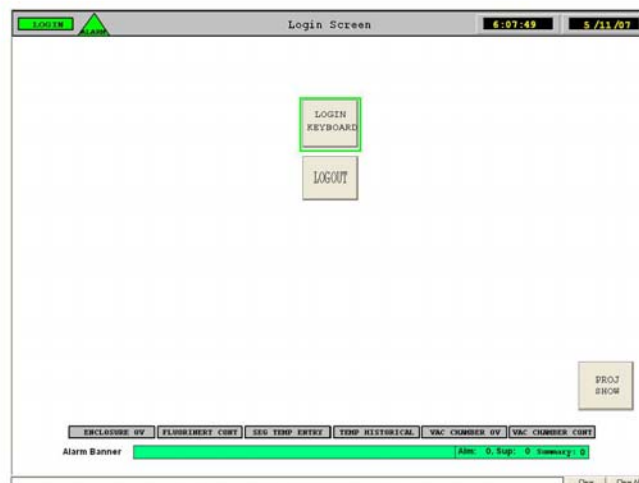 LOGIN ALARM Login Screen 6:07:49 5 /11/07
LOGIN
KEYBOARD
LOGOUT
PROJ
SHOW
ENCLOSURE OV FLUORINERT CONT SEG TEMP ENTRY TEMP HISTORICAL VAC CHAMBER OV VAC CHAMBER CONT
Alarm Banner Alm: 0, Sup: 0 Summary: 0